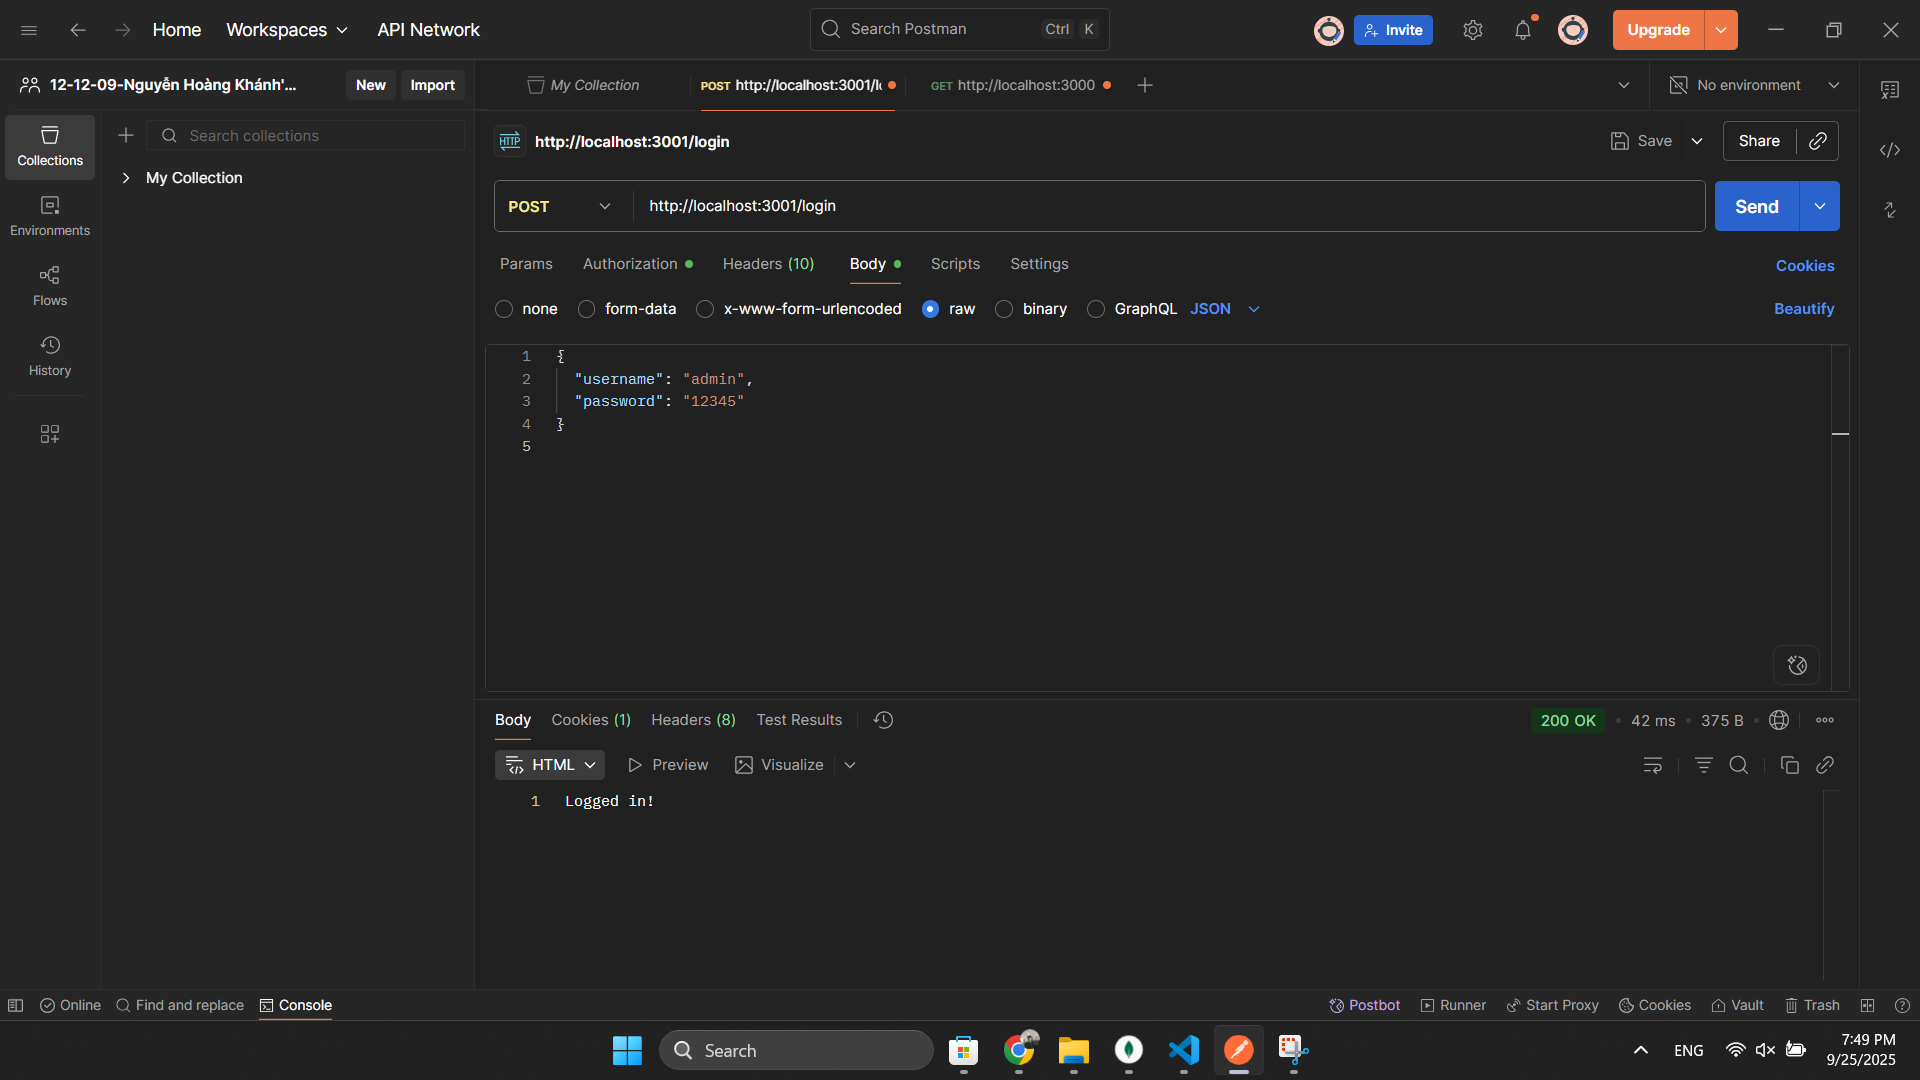 Home
Workspaces
API Network
Search Postman
Ctrl
K
Invite
Upgrade
12-12-09-Nguyễn Hoàng Khánh'...
New
Import
My Collection
POST http://localhost:3001/l
GET http://localhost:3000
No environment
Collections
Environments
Flows
History
Search collections
My Collection
HTTP
http://localhost:3001/login
Save
Share
POST
http://localhost:3001/login
Send
Params
Authorization
Headers (10)
Body
Scripts
Settings
Cookies
none
form-data
x-www-form-urlencoded
raw
binary
GraphQL
JSON
Beautify
1 {
2 "username": "admin",
3 "password": "12345"
4 }
5
Body
Cookies (1)
Headers (8)
Test Results
200 OK
42 ms
375 B
HTML
Preview
Visualize
1 Logged in!
Online
Find and replace
Console
Postbot
Runner
Start Proxy
Cookies
Vault
Trash
Search
ENG
7:49 PM
9/25/2025